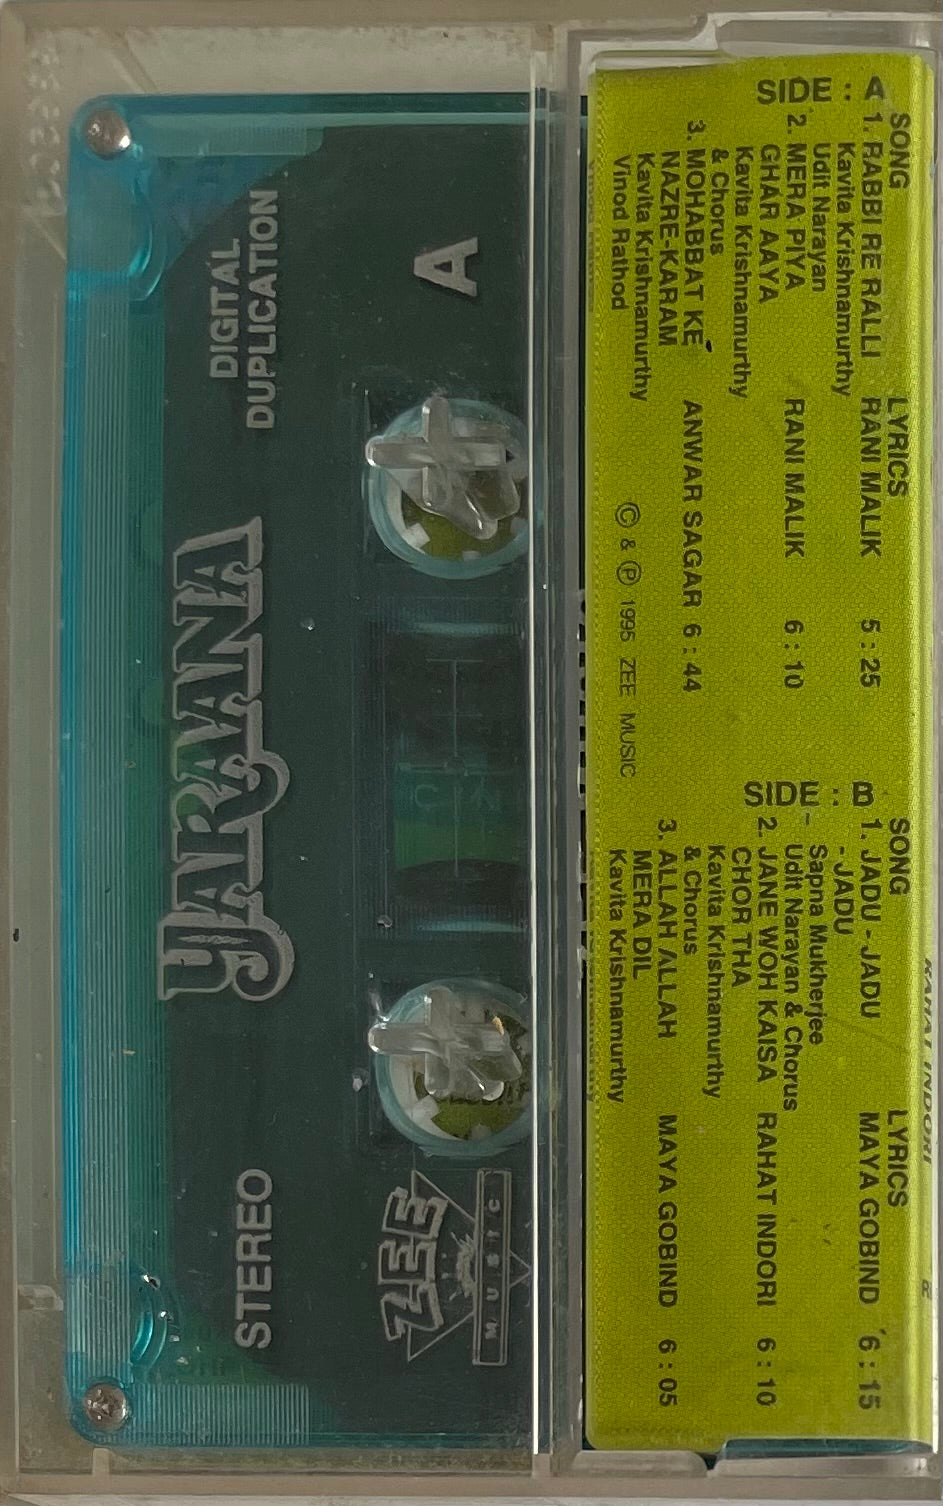 SIDE : A
SONG LYRICS
1. RABBI RE RALLI RANI MALIK 5 : 25
Kavita Krishnamurthy
Udit Narayan
2. MERA PIYA RANI MALIK 6 : 10
GHAR AAYA
Kavita Krishnamurthy
& Chorus
3. MOHABBAT KE ANWAR SAGAR 6 : 44
NAZRE-KARAM
Kavita Krishnamurthy
Vinod Rathod
© & ℗ 1995 ZEE MUSIC
SIDE : B
SONG LYRICS
1. JADU - JADU MAYA GOBIND 6 : 15
- JADU
Sapna Mukherjee
Udit Narayan & Chorus
2. JANE WOH KAISA RAHAT INDORI 6 : 10
CHOR THA
Kavita Krishnamurthy
& Chorus
3. ALLAH ALLAH MAYA GOBIND 6 : 05
MERA DIL
Kavita Krishnamurthy
RAHAT INDORI
A
DIGITAL
DUPLICATION
YARAANA
STEREO
ZEE
MUSIC